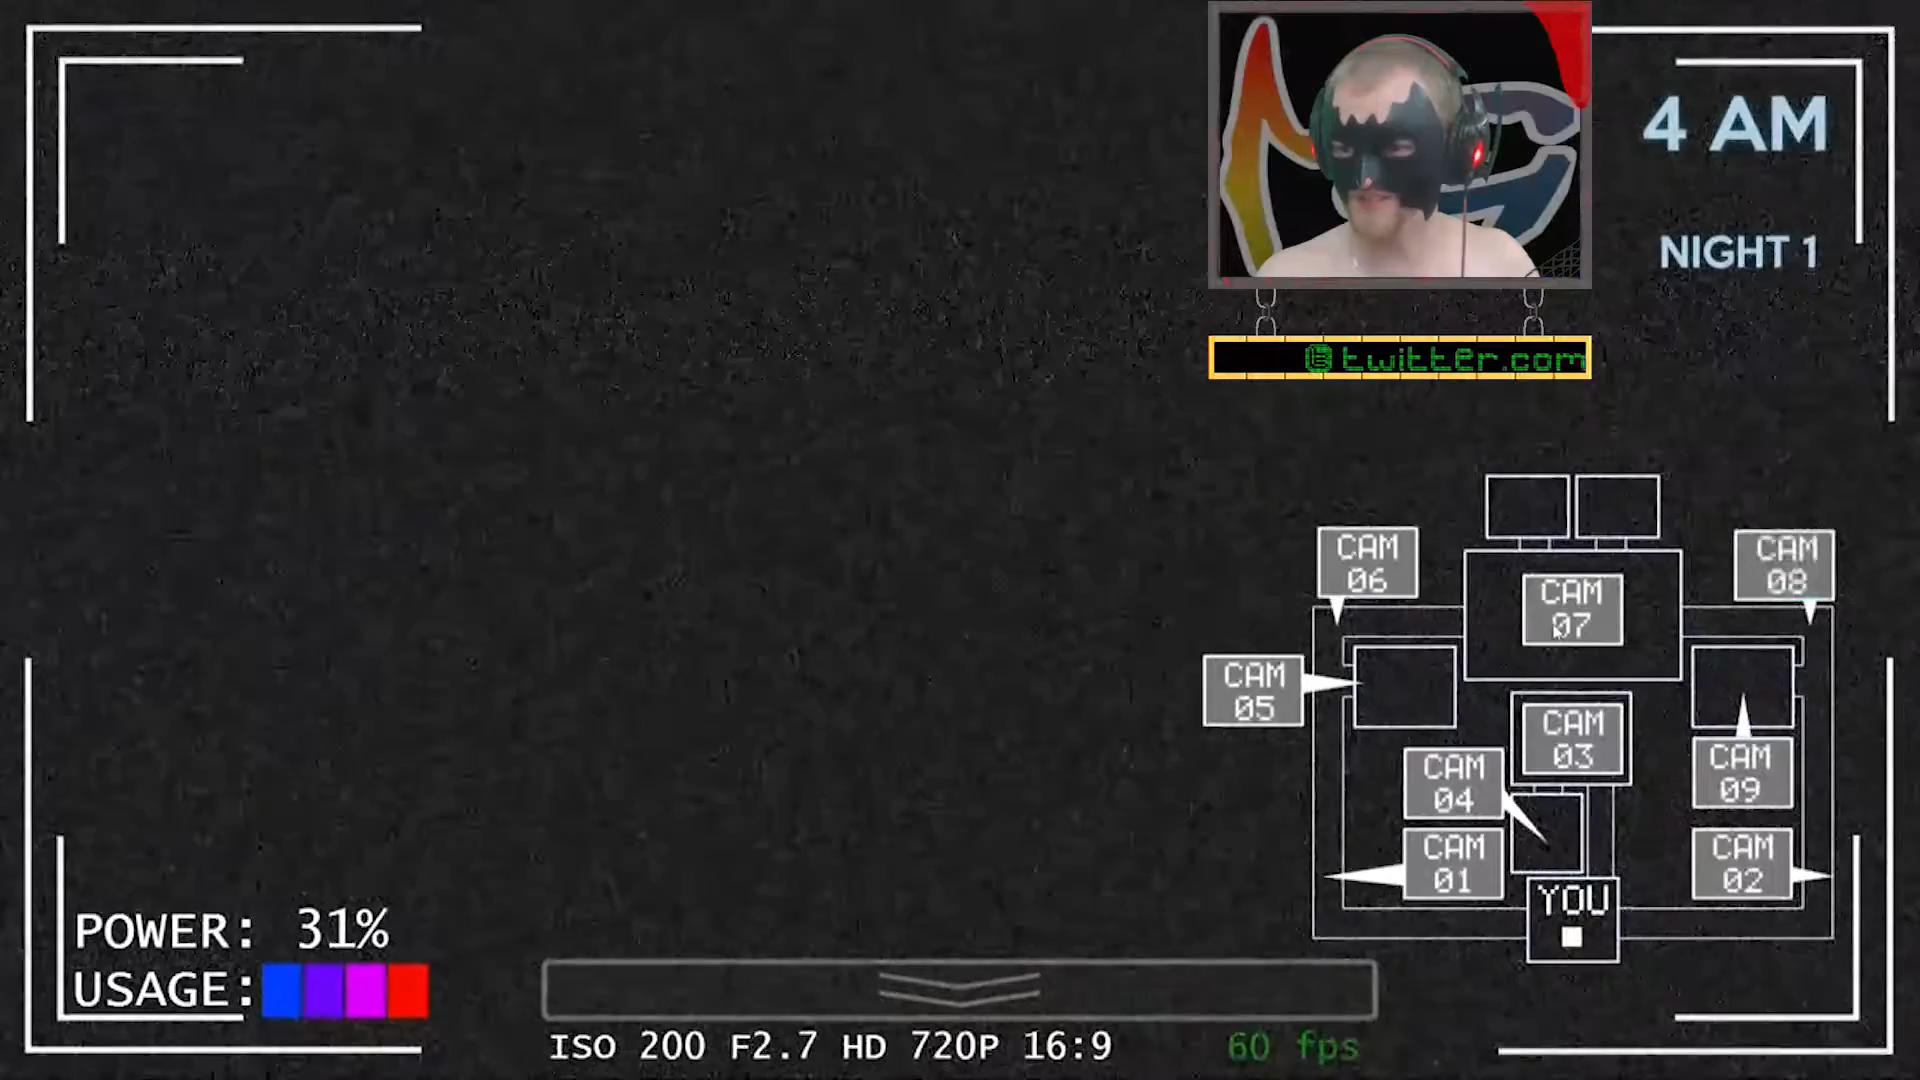 4 AM
NIGHT 1
twitter.com
CAM
06
CAM
08
CAM
07
CAM
05
CAM
03
CAM
04
CAM
09
CAM
01
CAM
02
YOU
POWER: 31%
USAGE:
ISO 200 F2.7 HD 720P 16:9
60 fps